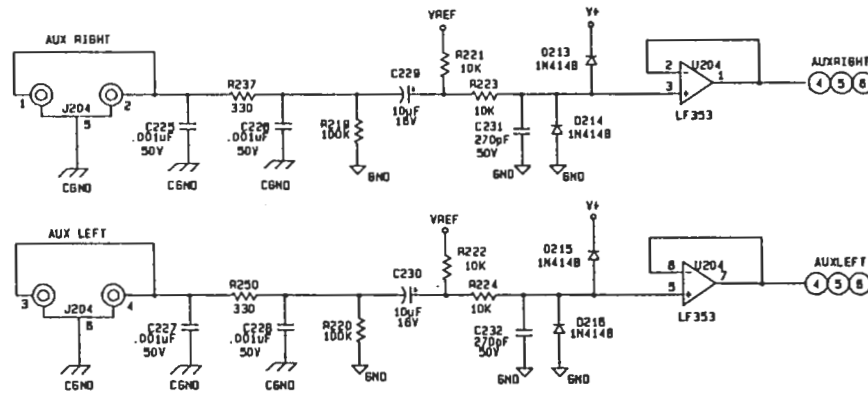 AUX RIGHT
1
2
J204
5
CGND
C225
.001uF
50V
CGND
R237
330
C226
.001uF
50V
CGND
R219
100K
GND
C229
+
10uF
16V
VREF
R221
10K
R223
10K
C231
270pF
50V
GND
D213
1N4148
V+
D214
1N4148
GND
2
3
-
+
U204
1
LF353
AUXRIGHT
4 5 6
AUX LEFT
3
4
J204
6
CGND
C227
.001uF
50V
CGND
R250
330
C228
.001uF
50V
CGND
R220
100K
GND
C230
+
10uF
16V
VREF
R222
10K
R224
10K
C232
270pF
50V
GND
D215
1N4148
V+
D216
1N4148
GND
6
5
-
+
U204
7
LF353
AUXLEFT
4 5 6